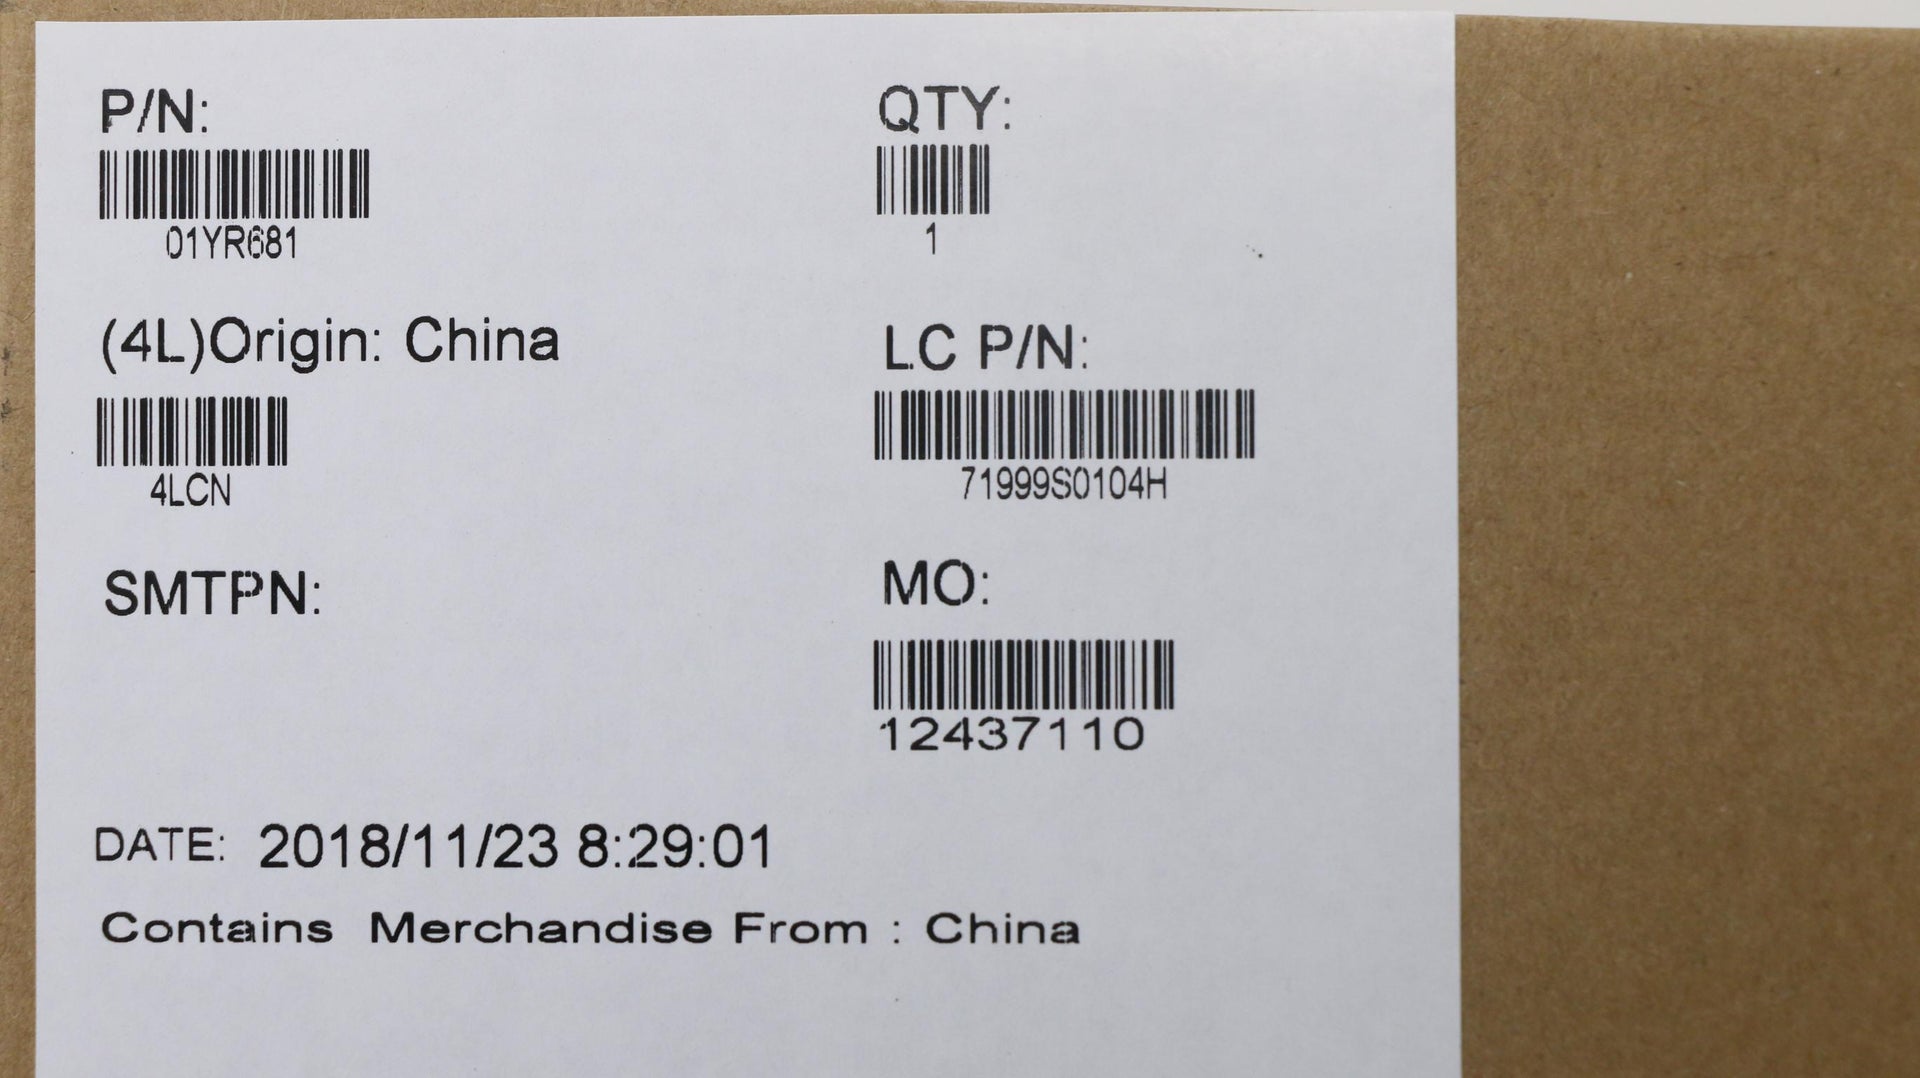 P/N:
01YR681
QTY:
1
(4L)Origin: China
4LCN
LC P/N:
71999S0104H
SMTPN:
MO:
12437110
DATE: 2018/11/23 8:29:01
Contains Merchandise From : China